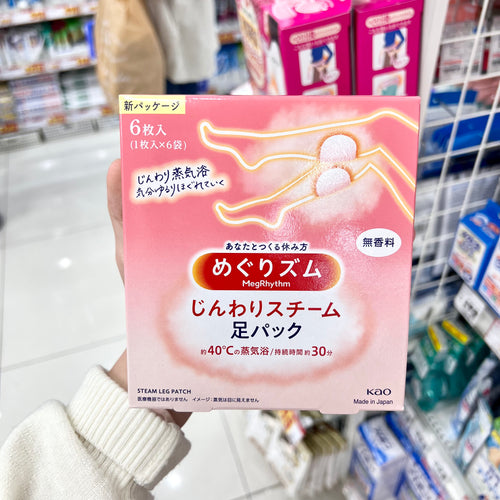 新パッケージ
6枚入
(1枚入×6袋)
じんわり蒸気浴
気分ゆるりほぐれていく
あなたとつくる休み方
めぐりズム
MegRhythm
無香料
じんわりスチーム
足パック
約40℃の蒸気浴/持続時間 約30分
STEAM LEG PATCH
医療機器ではありません イメージ:蒸気は目に見えません
Kao
Made in Japan